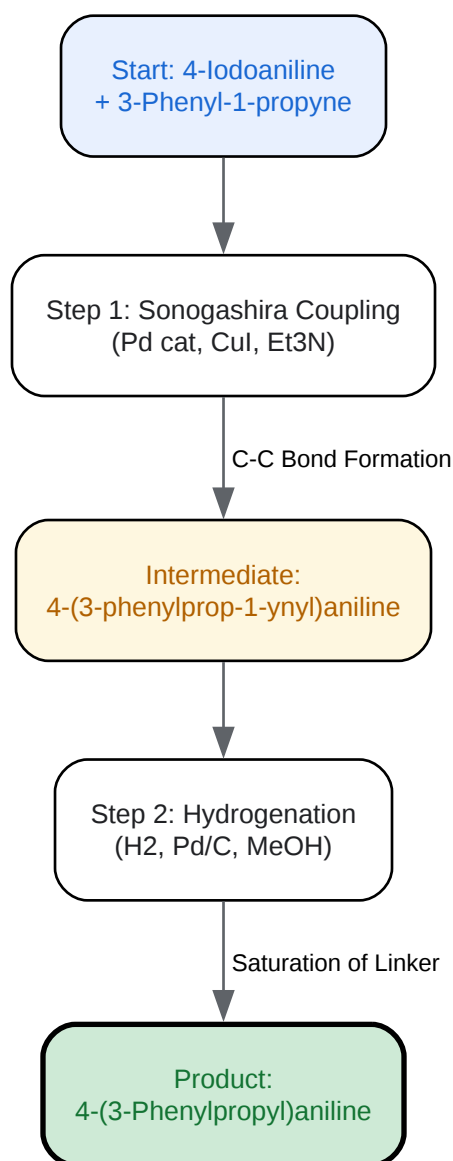 Start: 4-Iodoaniline
+ 3-Phenyl-1-propyne
Step 1: Sonogashira Coupling
(Pd cat, CuI, Et3N)
C-C Bond Formation
Intermediate:
4-(3-phenylprop-1-ynyl)aniline
Step 2: Hydrogenation
(H2, Pd/C, MeOH)
Saturation of Linker
Product:
4-(3-Phenylpropyl)aniline